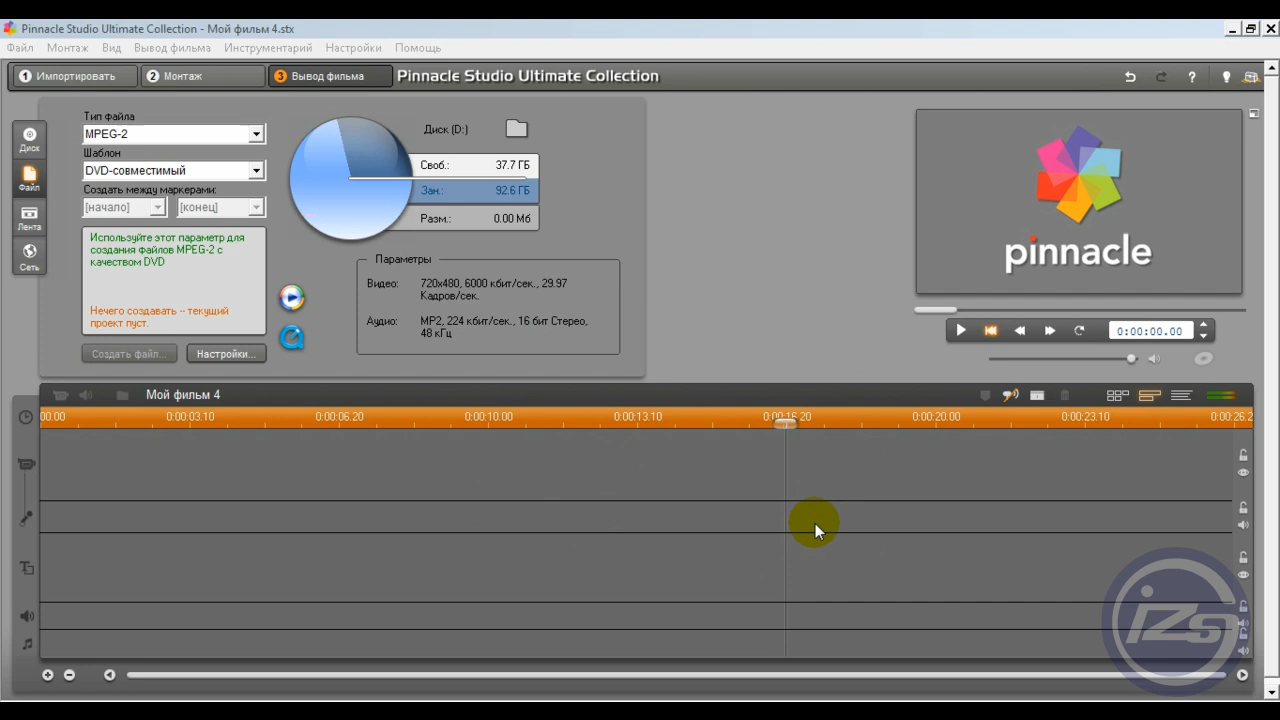 Pinnacle Studio Ultimate Collection - Мой фильм 4.stx
Файл Монтаж Вид Вывод фильма Инструментарий Настройки Помощь
1 Импортировать 2 Монтаж 3 Вывод фильма Pinnacle Studio Ultimate Collection
Диск
Файл
Лента
Сеть
Тип файла
MPEG-2
Шаблон
DVD-совместимый
Создать между маркерами:
[начало] [конец]
Используйте этот параметр для
создания файлов MPEG-2 с
качеством DVD
Нечего создавать -- текущий
проект пуст.
Создать файл... Настройки...
Диск (D:)
Своб.: 37.7 ГБ
Зан.: 92.6 ГБ
Разм.: 0.00 Мб
Параметры
Видео: 720x480, 6000 кбит/сек., 29.97
Кадров/сек.
Аудио: MP2, 224 кбит/сек., 16 бит Стерео,
48 кГц
pinnacle
0:00:00.00
Мой фильм 4
00.00 0:00:03.10 0:00:06.20 0:00:10.00 0:00:13.10 0:00:16.20 0:00:20.00 0:00:23.10 0:00:26.2
izs